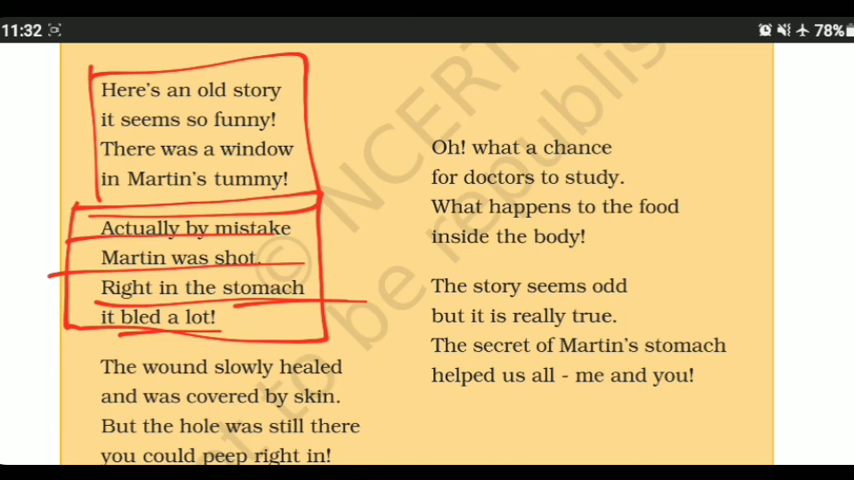 11:32
78%
Here's an old story
it seems so funny!
There was a window
in Martin's tummy!
Actually by mistake
Martin was shot.
Right in the stomach
it bled a lot!
The wound slowly healed
and was covered by skin.
But the hole was still there
you could peep right in!
Oh! what a chance
for doctors to study.
What happens to the food
inside the body!
The story seems odd
but it is really true.
The secret of Martin's stomach
helped us all - me and you!
© NCERT
not to be republis